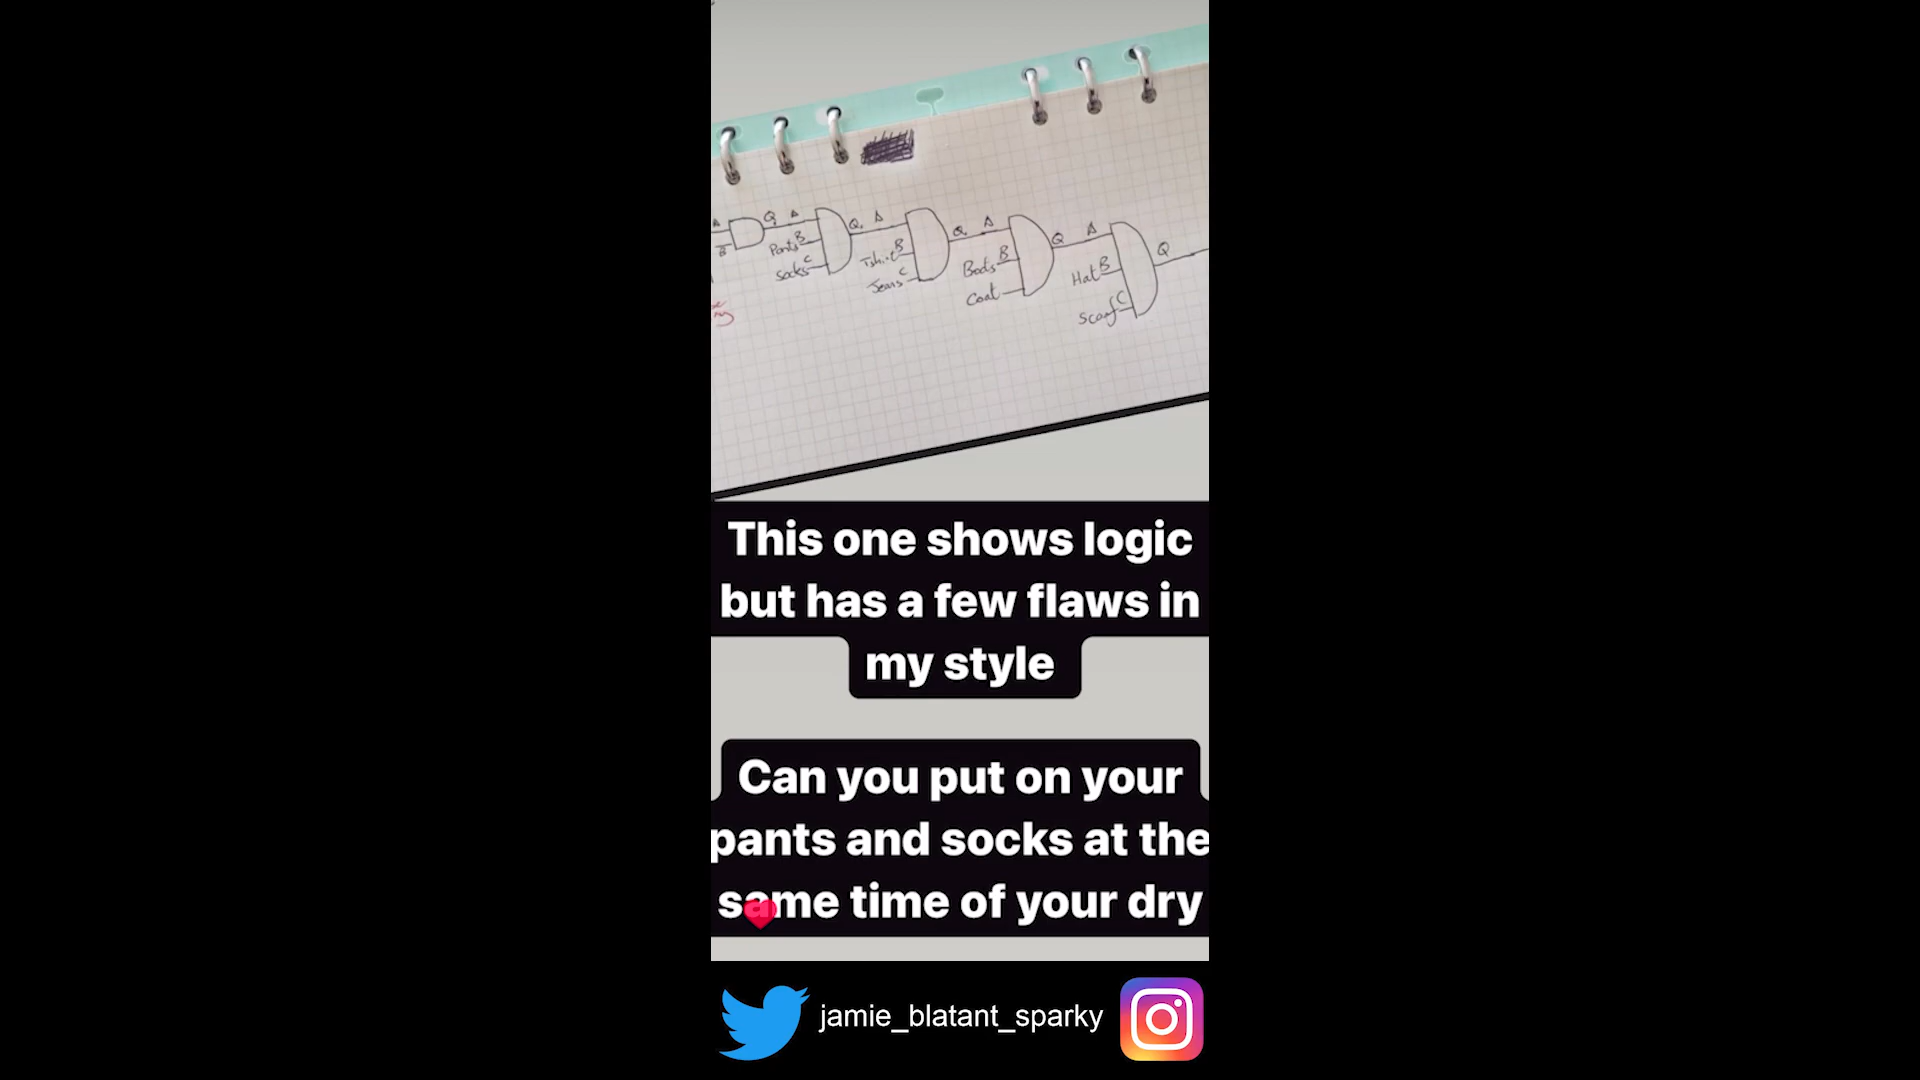 A Q A Q A Q A Q A Q
B Pants B Tshirt B Boots B Hat B
Socks C Jeans C Coat Scarf C
This one shows logic
but has a few flaws in
my style
Can you put on your
pants and socks at the
same time of your dry
jamie_blatant_sparky